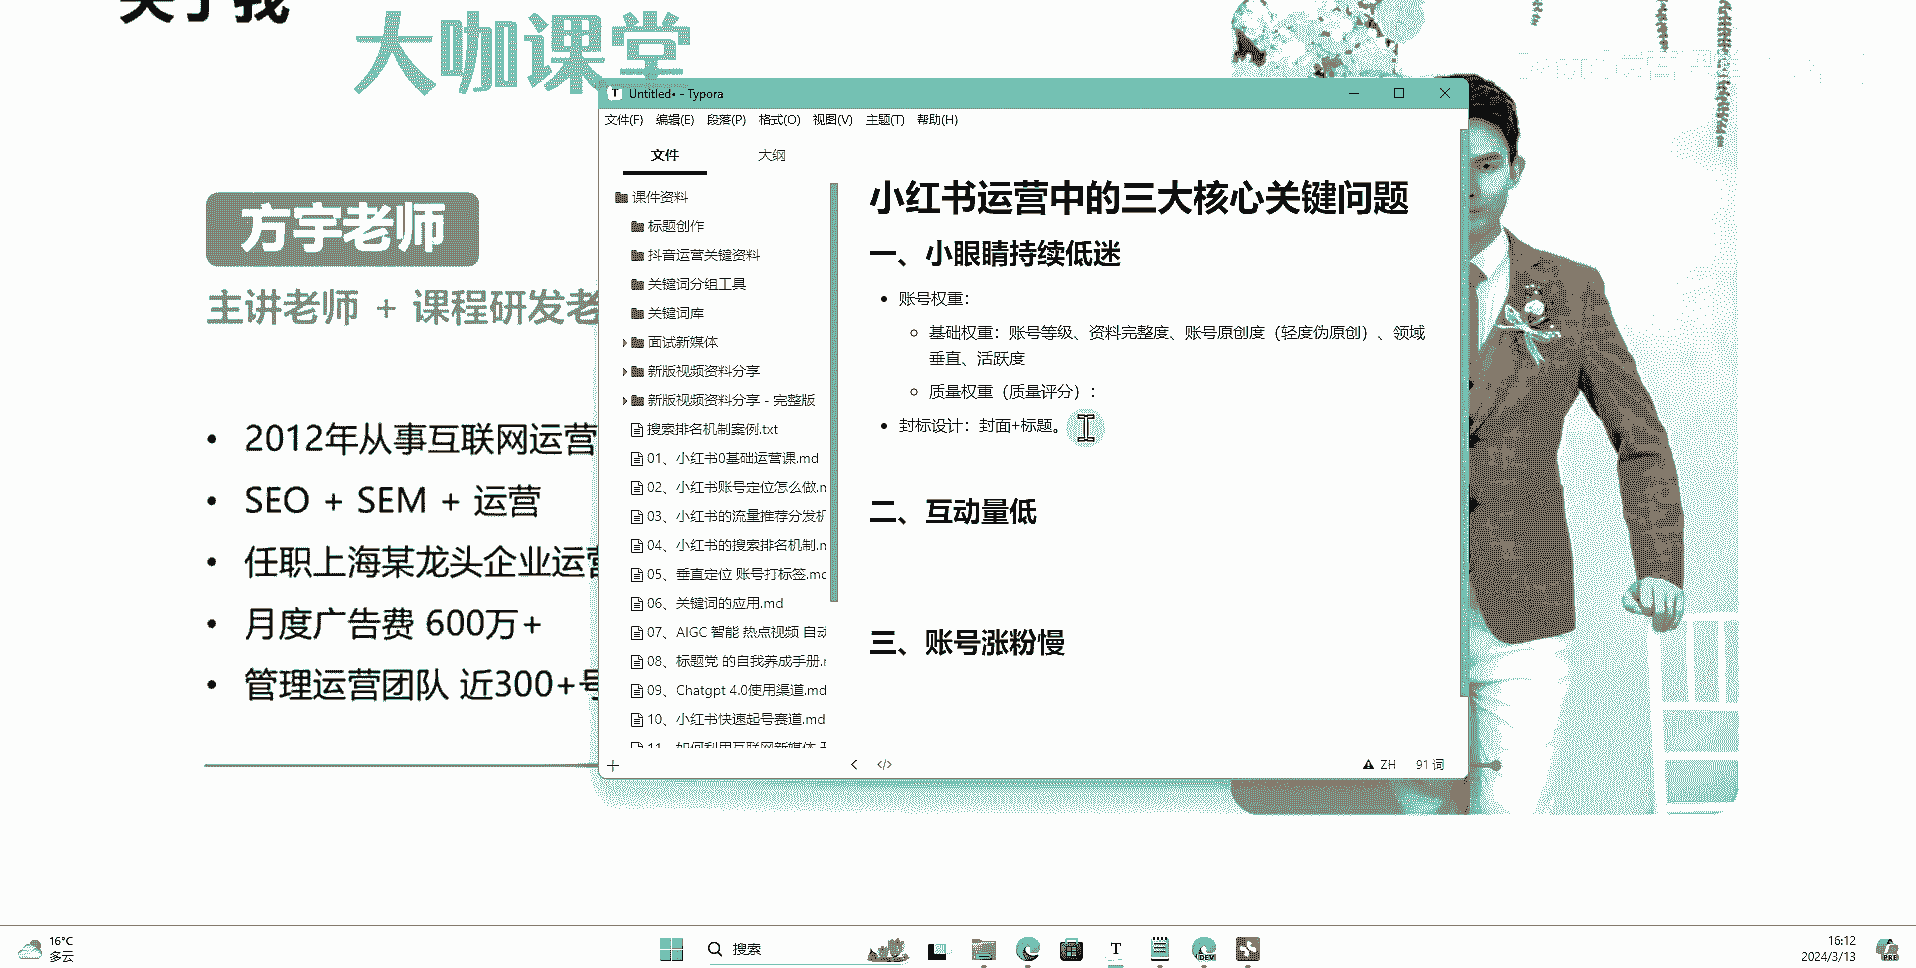 关于我
大咖课堂
方宇老师
主讲老师 + 课程研发老
• 2012年从事互联网运营
• SEO + SEM + 运营
• 任职上海某龙头企业运营
• 月度广告费 600万+
• 管理运营团队 近300+号
Untitled• - Typora
文件(F) 编辑(E) 段落(P) 格式(O) 视图(V) 主题(T) 帮助(H)
文件 大纲
课件资料
标题创作
抖音运营关键资料
关键词分组工具
关键词库
面试新媒体
新版视频资料分享
新版视频资料分享 - 完整版
搜索排名机制案例.txt
01、小红书0基础运营课.md
02、小红书账号定位怎么做.m
03、小红书的流量推荐分发机
04、小红书的搜索排名机制.m
05、垂直定位 账号打标签.md
06、关键词的应用.md
07、AIGC 智能 热点视频 自动
08、标题党 的自我养成手册.m
09、Chatgpt 4.0使用渠道.md
10、小红书快速起号赛道.md
11、如何利用互联网新媒体
小红书运营中的三大核心关键问题
一、小眼睛持续低迷
• 账号权重：
基础权重：账号等级、资料完整度、账号原创度（轻度伪原创）、领域
垂直、活跃度
质量权重（质量评分）：
• 封标设计：封面+标题。
二、互动量低
三、账号涨粉慢
ZH 91 词
16°C
多云
搜索
T
DEV
16:12
2024/3/13
PRE